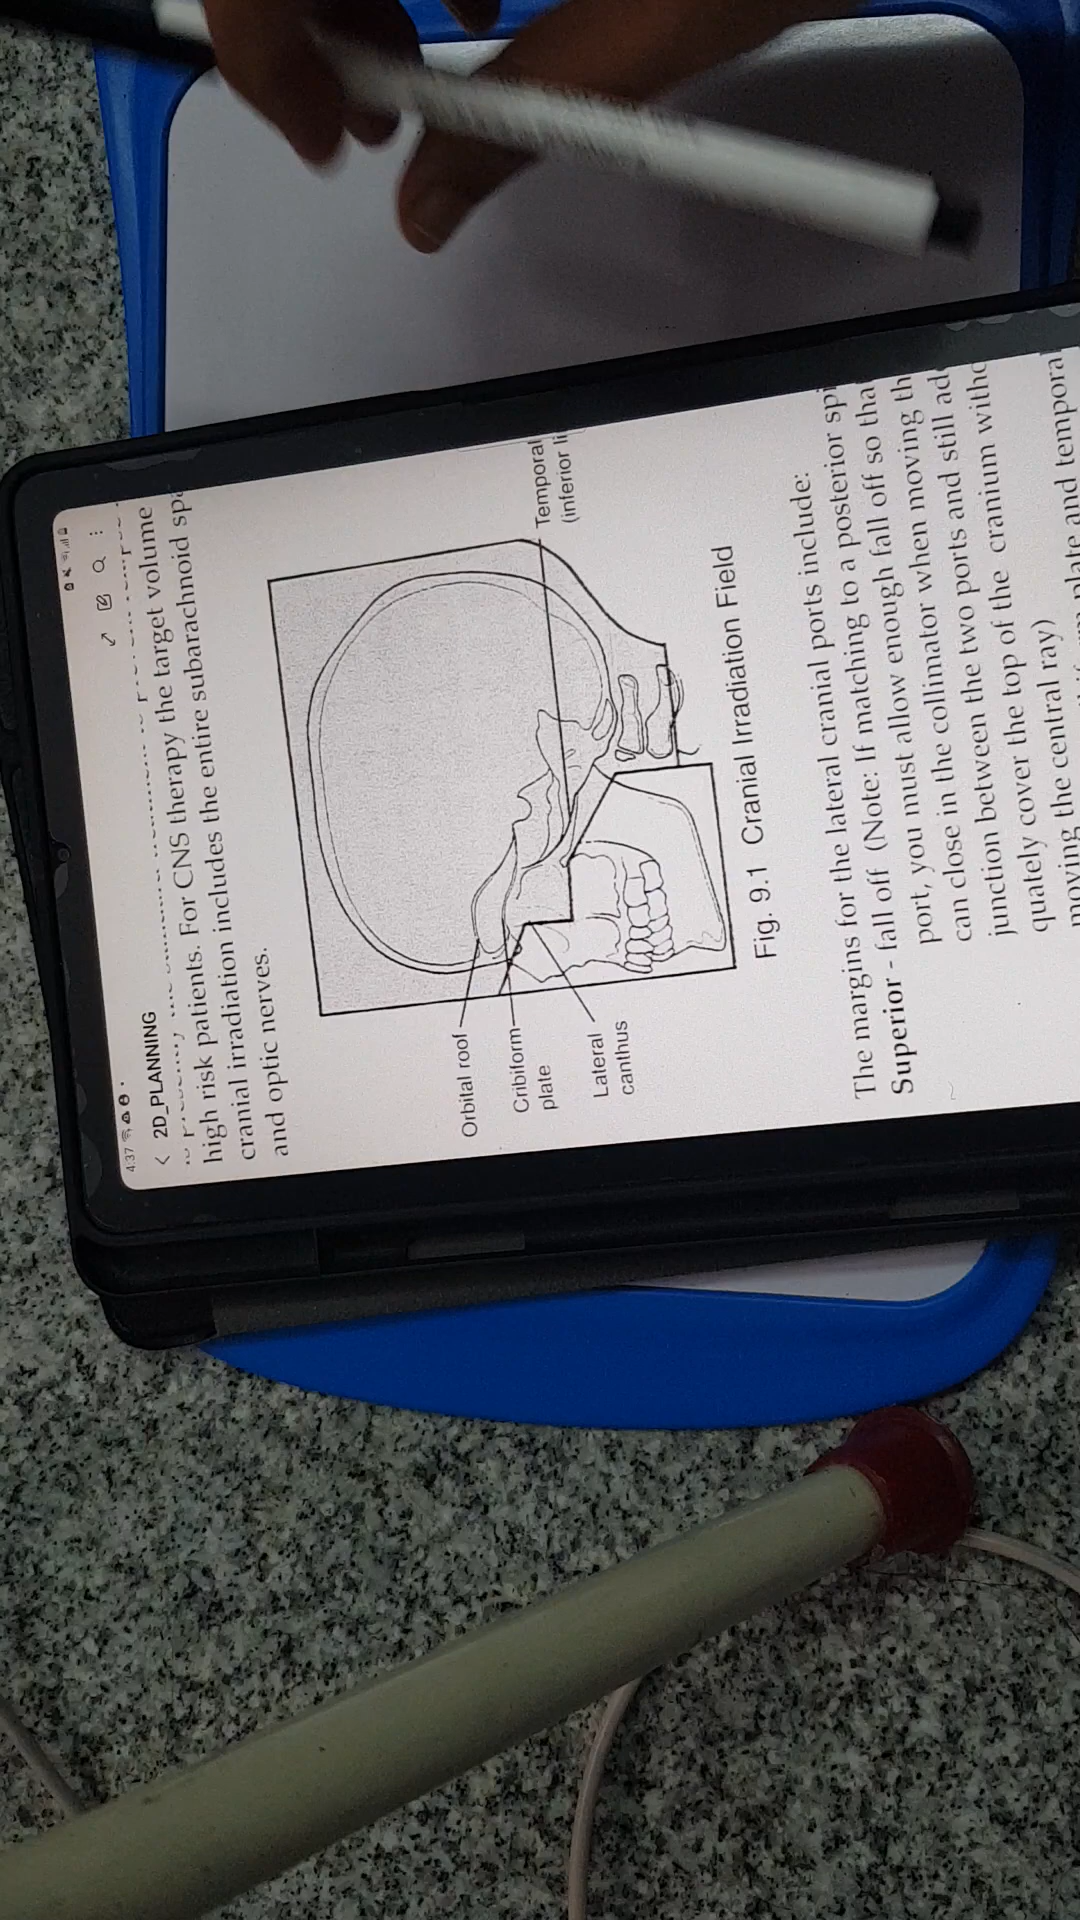 4:37
2D_PLANNING
high risk patients. For CNS therapy the target volume
cranial irradiation includes the entire subarachnoid
and optic nerves.
Orbital roof
Cribiform
plate
Lateral
canthus
Temporal
(inferior
Fig. 9.1 Cranial Irradiation Field
The margins for the lateral cranial ports include:
Superior - fall off (Note: If matching to a posterior
port, you must allow enough fall off so
can close in the collimator when moving
junction between the two ports and still
quately cover the top of the cranium
moving the central ray)
plate and temporal